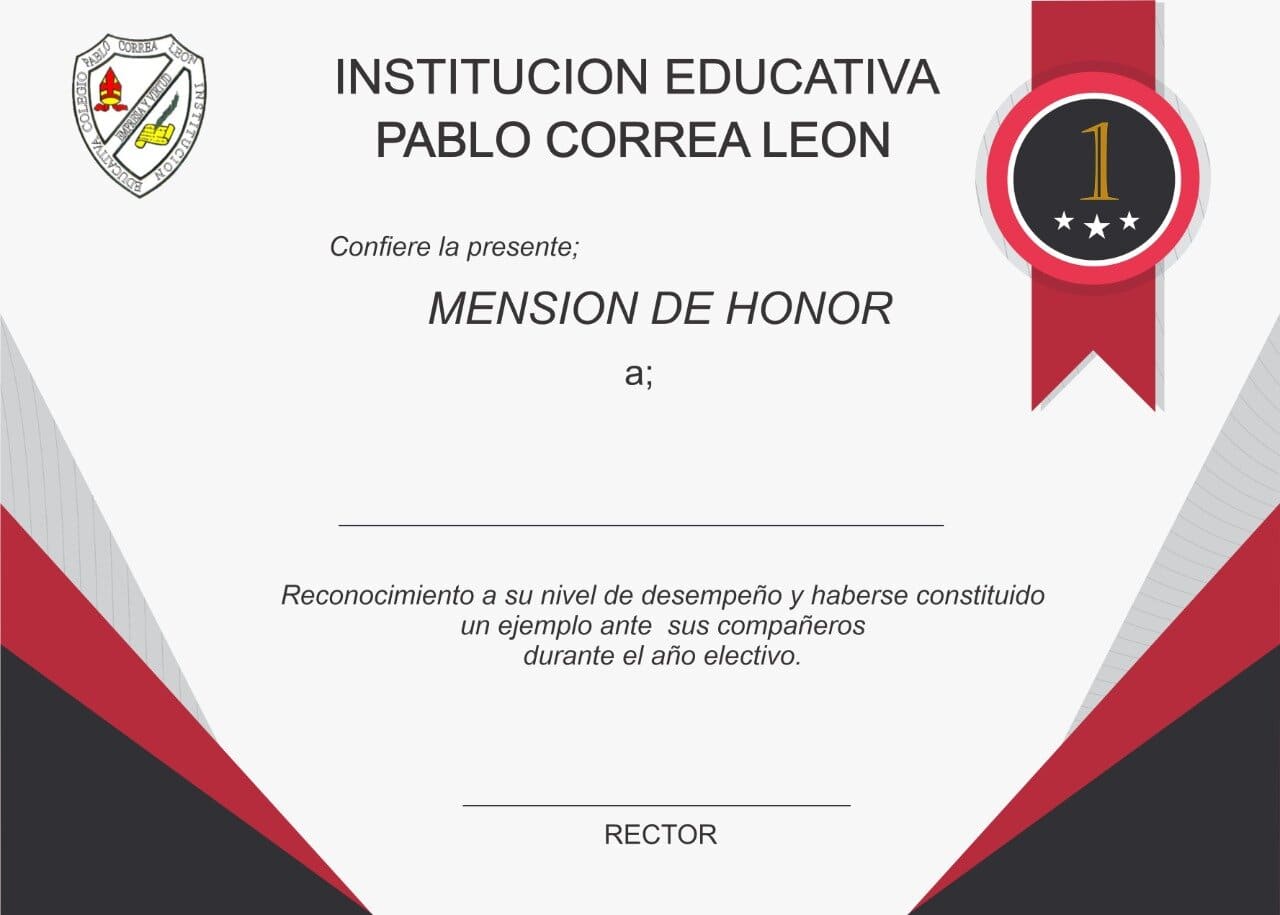 COLEGIO PABLO CORREA LEON
INSTITUCION EDUCATIVA
EMPRESA Y VIRTUD
INSTITUCION EDUCATIVA
PABLO CORREA LEON
1
Confiere la presente;
MENSION DE HONOR
a;
Reconocimiento a su nivel de desempeño y haberse constituido
un ejemplo ante sus compañeros
durante el año electivo.
RECTOR